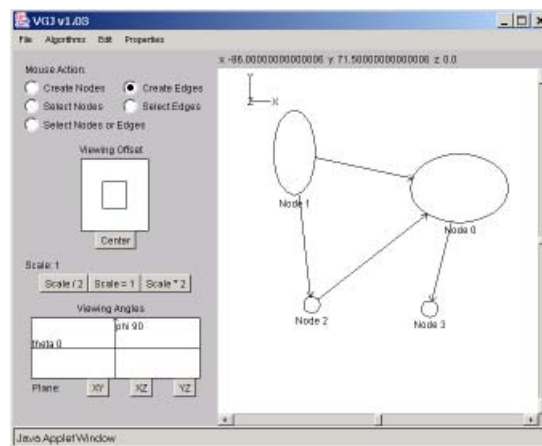 VGJ v1.03
File Algorithms Edit Properties
x -86.00000000000006 y 71.50000000000006 z 0.0
Mouse Action:
Create Nodes Create Edges
Select Nodes Select Edges
Select Nodes or Edges
Viewing Offset
Center
Scale: 1
Scale / 2 Scale = 1 Scale * 2
Viewing Angles
phi 90
theta 0
Plane: XY XZ YZ
Y
Z X
Node 1
Node 0
Node 2
Node 3
Java Applet Window